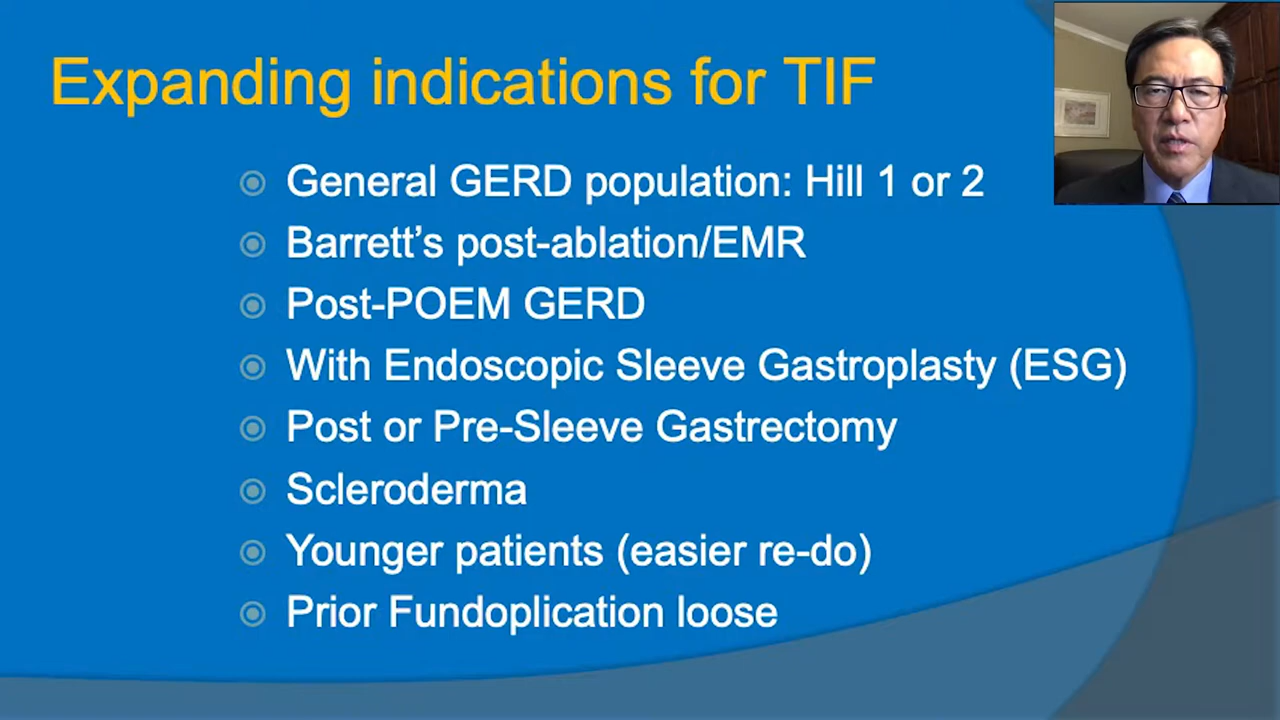 Expanding indications for TIF
General GERD population: Hill 1 or 2
Barrett’s post-ablation/EMR
Post-POEM GERD
With Endoscopic Sleeve Gastroplasty (ESG)
Post or Pre-Sleeve Gastrectomy
Scleroderma
Younger patients (easier re-do)
Prior Fundoplication loose